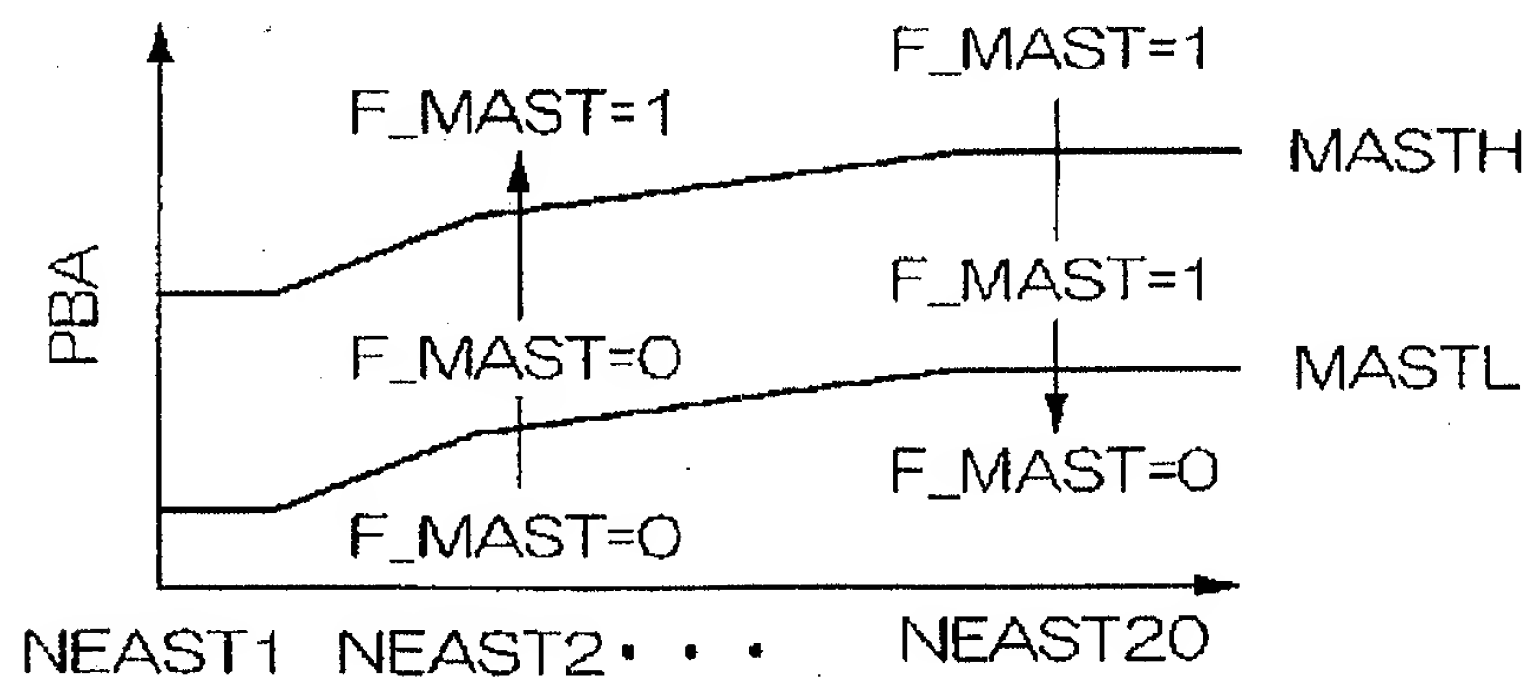 F_MAST=1
F_MAST=1
MASTH
PBA
F_MAST=1
F_MAST=0
MASTL
F_MAST=0
F_MAST=0
NEAST1 NEAST2 · · · NEAST20